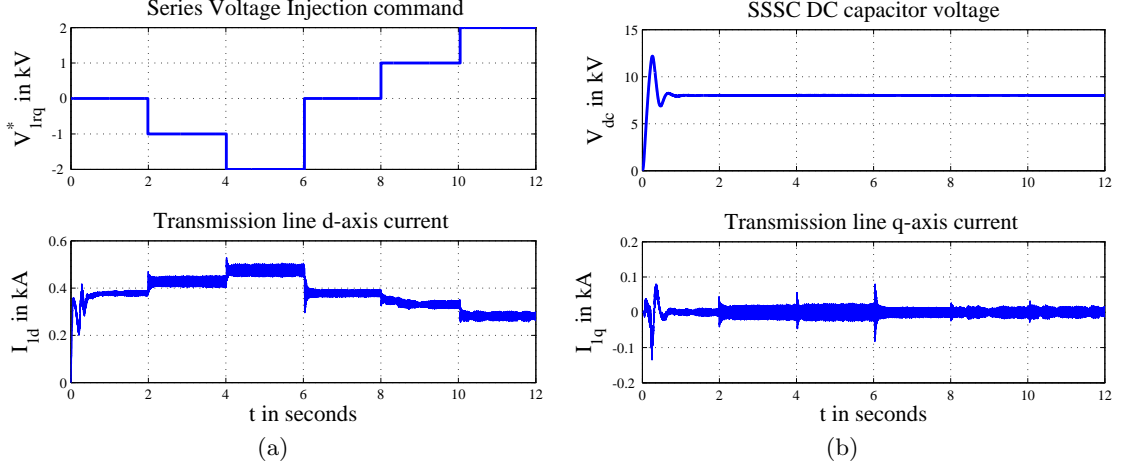 Series Voltage Injection command
V*1rq in kV
2
1
0
-1
-2
0 2 4 6 8 10 12
Transmission line d-axis current
I1d in kA
0.6
0.4
0.2
0
0 2 4 6 8 10 12
t in seconds
(a)
SSSC DC capacitor voltage
Vdc in kV
15
10
5
0
0 2 4 6 8 10 12
Transmission line q-axis current
I1q in kA
0.2
0.1
0
-0.1
-0.2
0 2 4 6 8 10 12
t in seconds
(b)